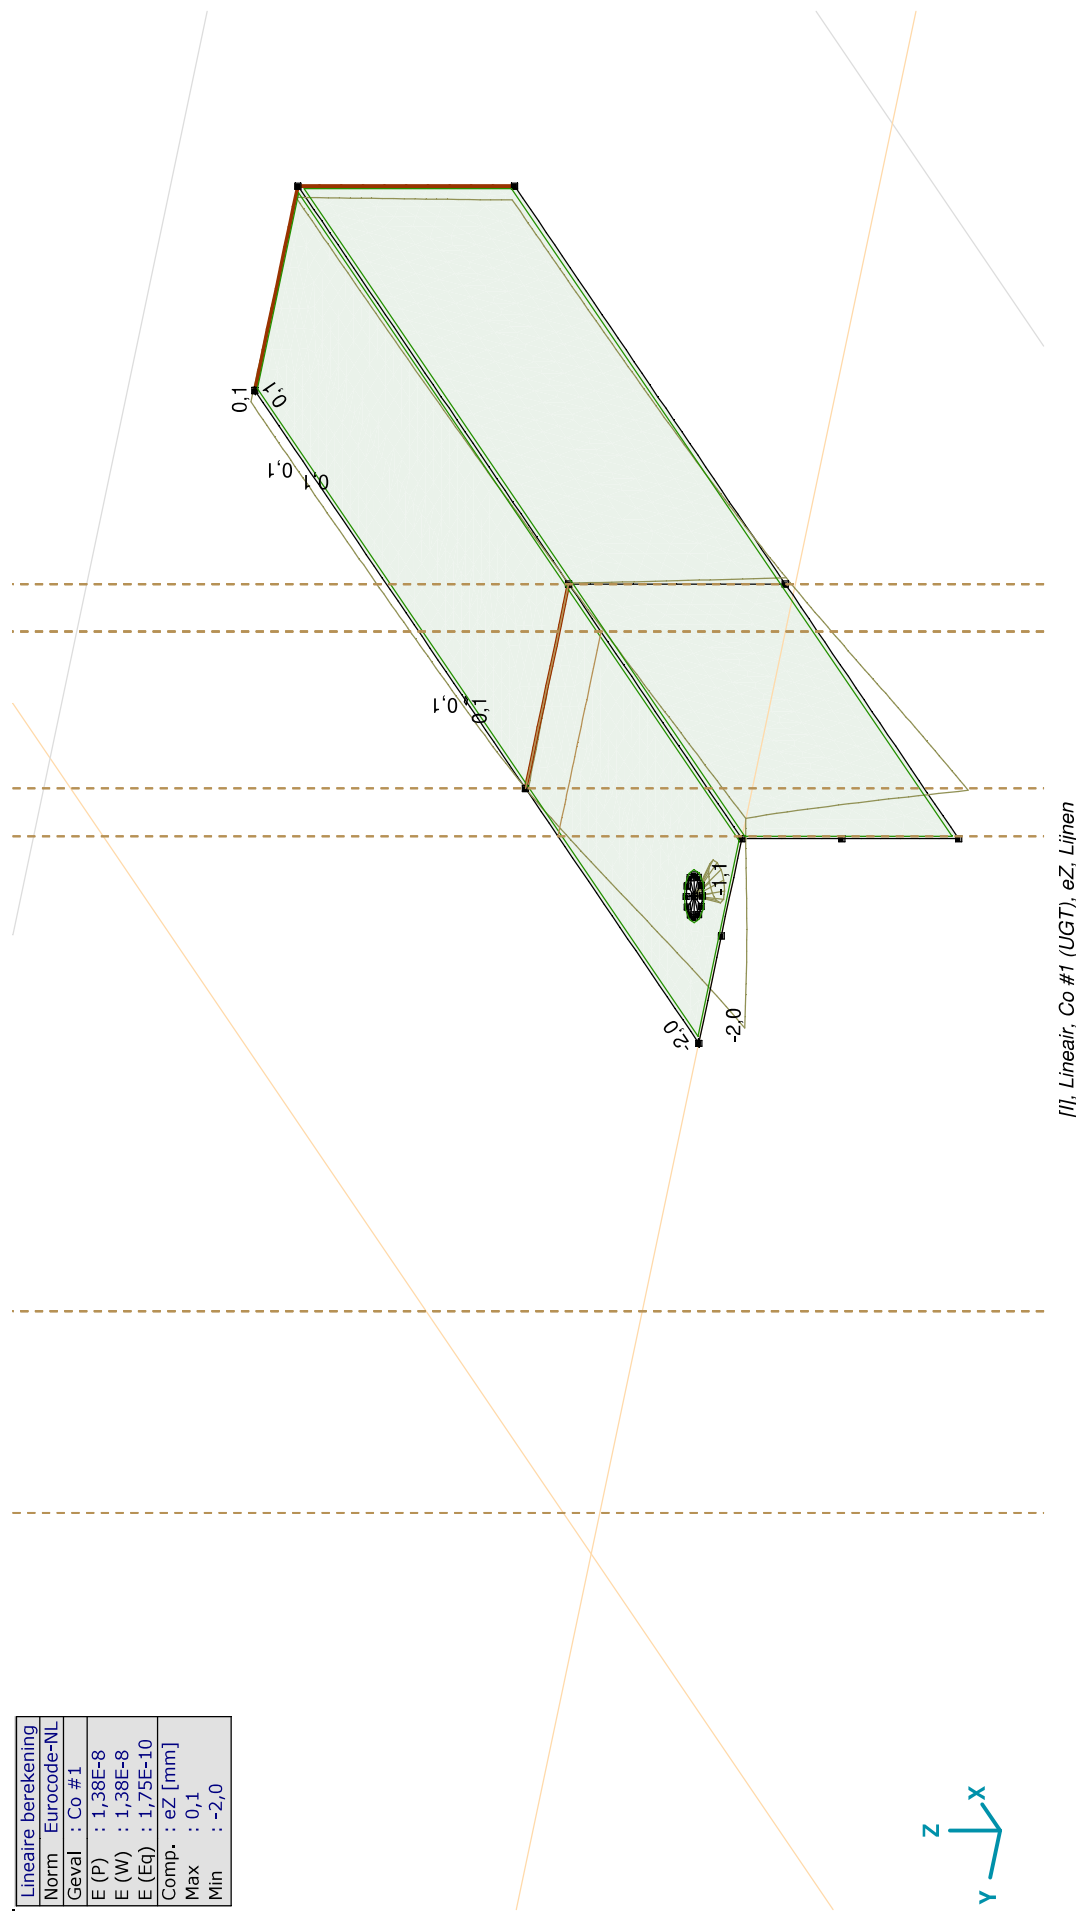 Lineaire berekening
Norm Eurocode-NL
Geval : Co #1
E (P) : 1,38E-8
E (W) : 1,38E-8
E (Eq) : 1,75E-10
Comp. : eZ [mm]
Max : 0,1
Min : -2,0
0,1
0,1
0,1
0,1
0,1
0,1
-1,1
-2,0
-2,0
Z
X
Y
[I], Lineair, Co #1 (UGT), eZ, Lijnen